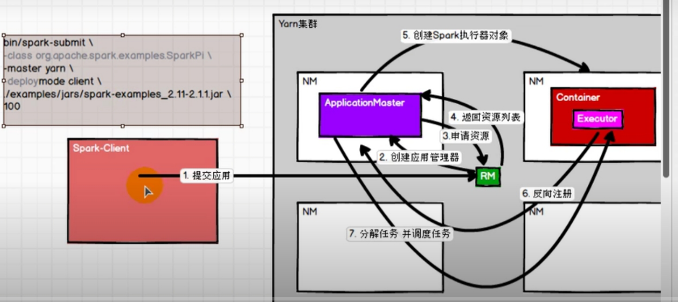 bin/spark-submit \
-class org.apache.spark.examples.SparkPi \
-master yarn \
-deploymode client \
./examples/jars/spark-examples_2.11-2.1.1.jar \
100
Spark-Client
1. 提交应用
Yarn集群
5. 创建Spark执行器对象
NM
ApplicationMaster
4. 返回资源列表
3.申请资源
2. 创建应用管理器
RM
NM
Container
Executor
6. 反向注册
NM
7. 分解任务 并调度任务
NM